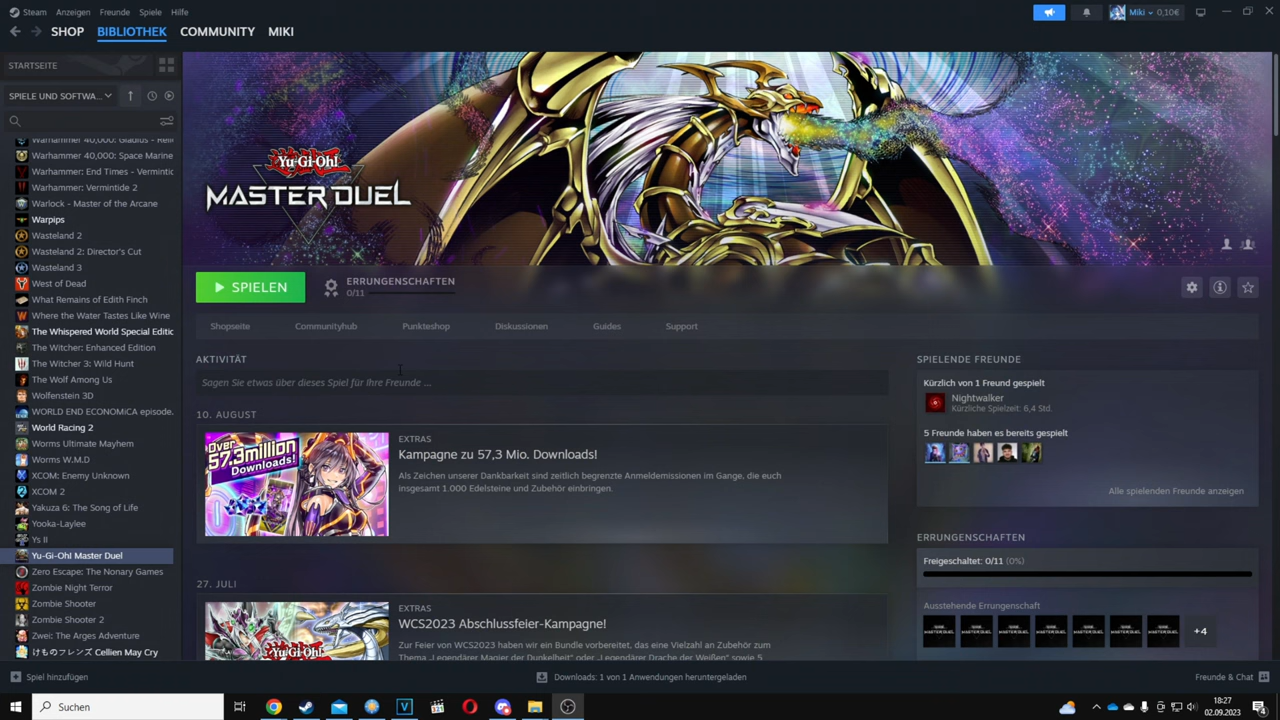 Steam Anzeigen Freunde Spiele Hilfe
Miki 0,10€
SHOP BIBLIOTHEK COMMUNITY MIKI
STARTSEITE
SPIELE UND SOFTWA...
Warhammer 40,000: Gladius - Relic
Warhammer 40,000: Space Marine
Warhammer: End Times - Vermintic
Warhammer: Vermintide 2
Warlock - Master of the Arcane
Warpips
Wasteland 2
Wasteland 2: Director's Cut
Wasteland 3
West of Dead
What Remains of Edith Finch
Where the Water Tastes Like Wine
The Whispered World Special Editic
The Witcher: Enhanced Edition
The Witcher 3: Wild Hunt
The Wolf Among Us
Wolfenstein 3D
WORLD END ECONOMiCA episode.
World Racing 2
Worms Ultimate Mayhem
Worms W.M.D
XCOM: Enemy Unknown
XCOM 2
Yakuza 6: The Song of Life
Yooka-Laylee
Ys II
Yu-Gi-Oh! Master Duel
Zero Escape: The Nonary Games
Zombie Night Terror
Zombie Shooter
Zombie Shooter 2
Zwei: The Arges Adventure
けものフレンズ Cellien May Cry
Yu-Gi-Oh!
MASTER DUEL
SPIELEN
ERRUNGENSCHAFTEN
0/11
Shopseite Communityhub Punkteshop Diskussionen Guides Support
AKTIVITÄT
Sagen Sie etwas über dieses Spiel für Ihre Freunde ...
10. AUGUST
Over
57.3million
Downloads!
EXTRAS
Kampagne zu 57,3 Mio. Downloads!
Als Zeichen unserer Dankbarkeit sind zeitlich begrenzte Anmeldemissionen im Gange, die euch
insgesamt 1.000 Edelsteine und Zubehör einbringen.
27. JULI
Yu-Gi-Oh!
EXTRAS
WCS2023 Abschlussfeier-Kampagne!
Zur Feier von WCS2023 haben wir ein Bundle vorbereitet, das eine Vielzahl an Zubehör zum
Thema „Legendärer Magier der Dunkelheit" oder „Legendärer Drache der Weißen" sowie 5
SPIELENDE FREUNDE
Kürzlich von 1 Freund gespielt
Nightwalker
Kürzliche Spielzeit: 6,4 Std.
5 Freunde haben es bereits gespielt
Alle spielenden Freunde anzeigen
ERRUNGENSCHAFTEN
Freigeschaltet: 0/11 (0%)
Ausstehende Errungenschaft
+4
Spiel hinzufügen
Downloads: 1 von 1 Anwendungen heruntergeladen
Freunde & Chat
Suchen
18:27
02.09.2023